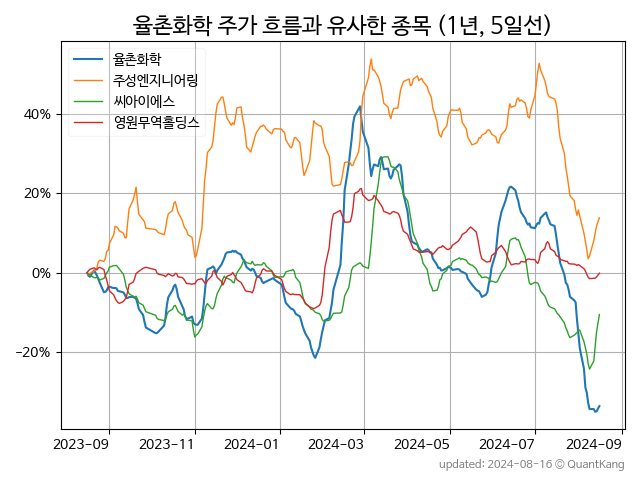 율촌화학 주가 흐름과 유사한 종목 (1년, 5일선)
율촌화학
주성엔지니어링
씨아이에스
영원무역홀딩스
40%
20%
0%
−20%
2023-09 2023-11 2024-01 2024-03 2024-05 2024-07 2024-09
updated: 2024-08-16 © QuantKang